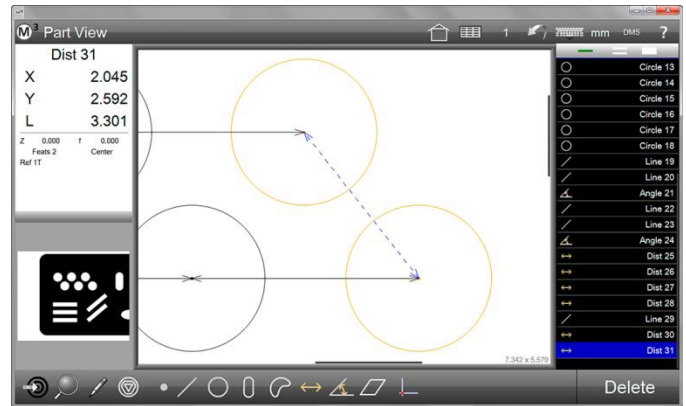 M³ Part View
1
mm
DMS
?
Dist 31
X 2.045
Y 2.592
L 3.301
Z 0.000 f 0.000
Feats 2 Center
Ref 1T
7.342 x 5.579
Circle 13
Circle 14
Circle 15
Circle 16
Circle 17
Circle 18
Line 19
Line 20
Angle 21
Line 22
Line 23
Angle 24
Dist 25
Dist 26
Dist 27
Dist 28
Line 29
Dist 30
Dist 31
Delete